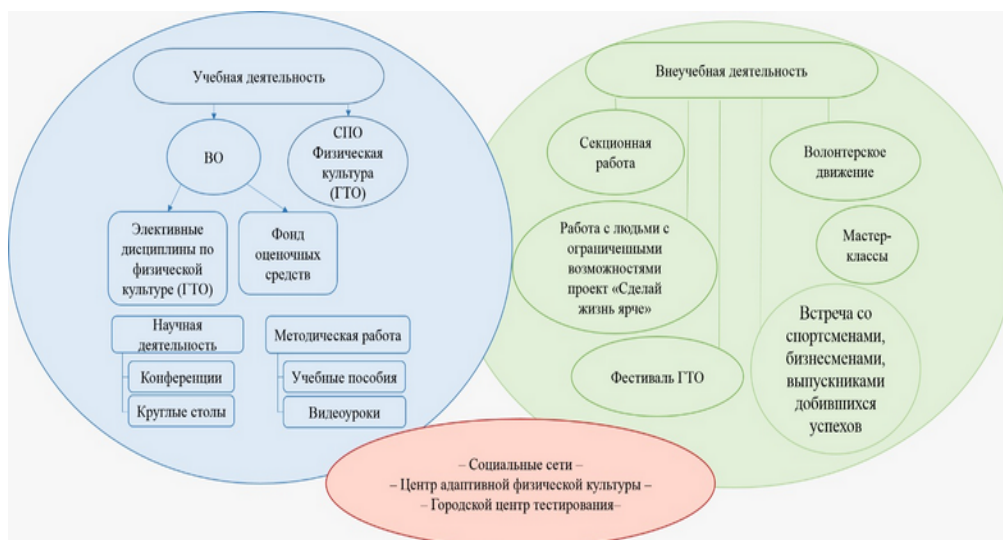 Учебная деятельность
ВО
СПО
Физическая
культура
(ГТО)
Элективные
дисциплины по
физической
культуре (ГТО)
Фонд
оценочных
средств
Научная
деятельность
Конференции
Круглые столы
Методическая работа
Учебные пособия
Видеоуроки
Внеучебная деятельность
Секционная
работа
Волонтерское
движение
Работа с людьми с
ограниченными
возможностями
проект «Сделай
жизнь ярче»
Мастер-
классы
Фестиваль ГТО
Встреча со
спортсменами,
бизнесменами,
выпускниками
добившихся
успехов
– Социальные сети –
– Центр адаптивной физической культуры –
– Городской центр тестирования–